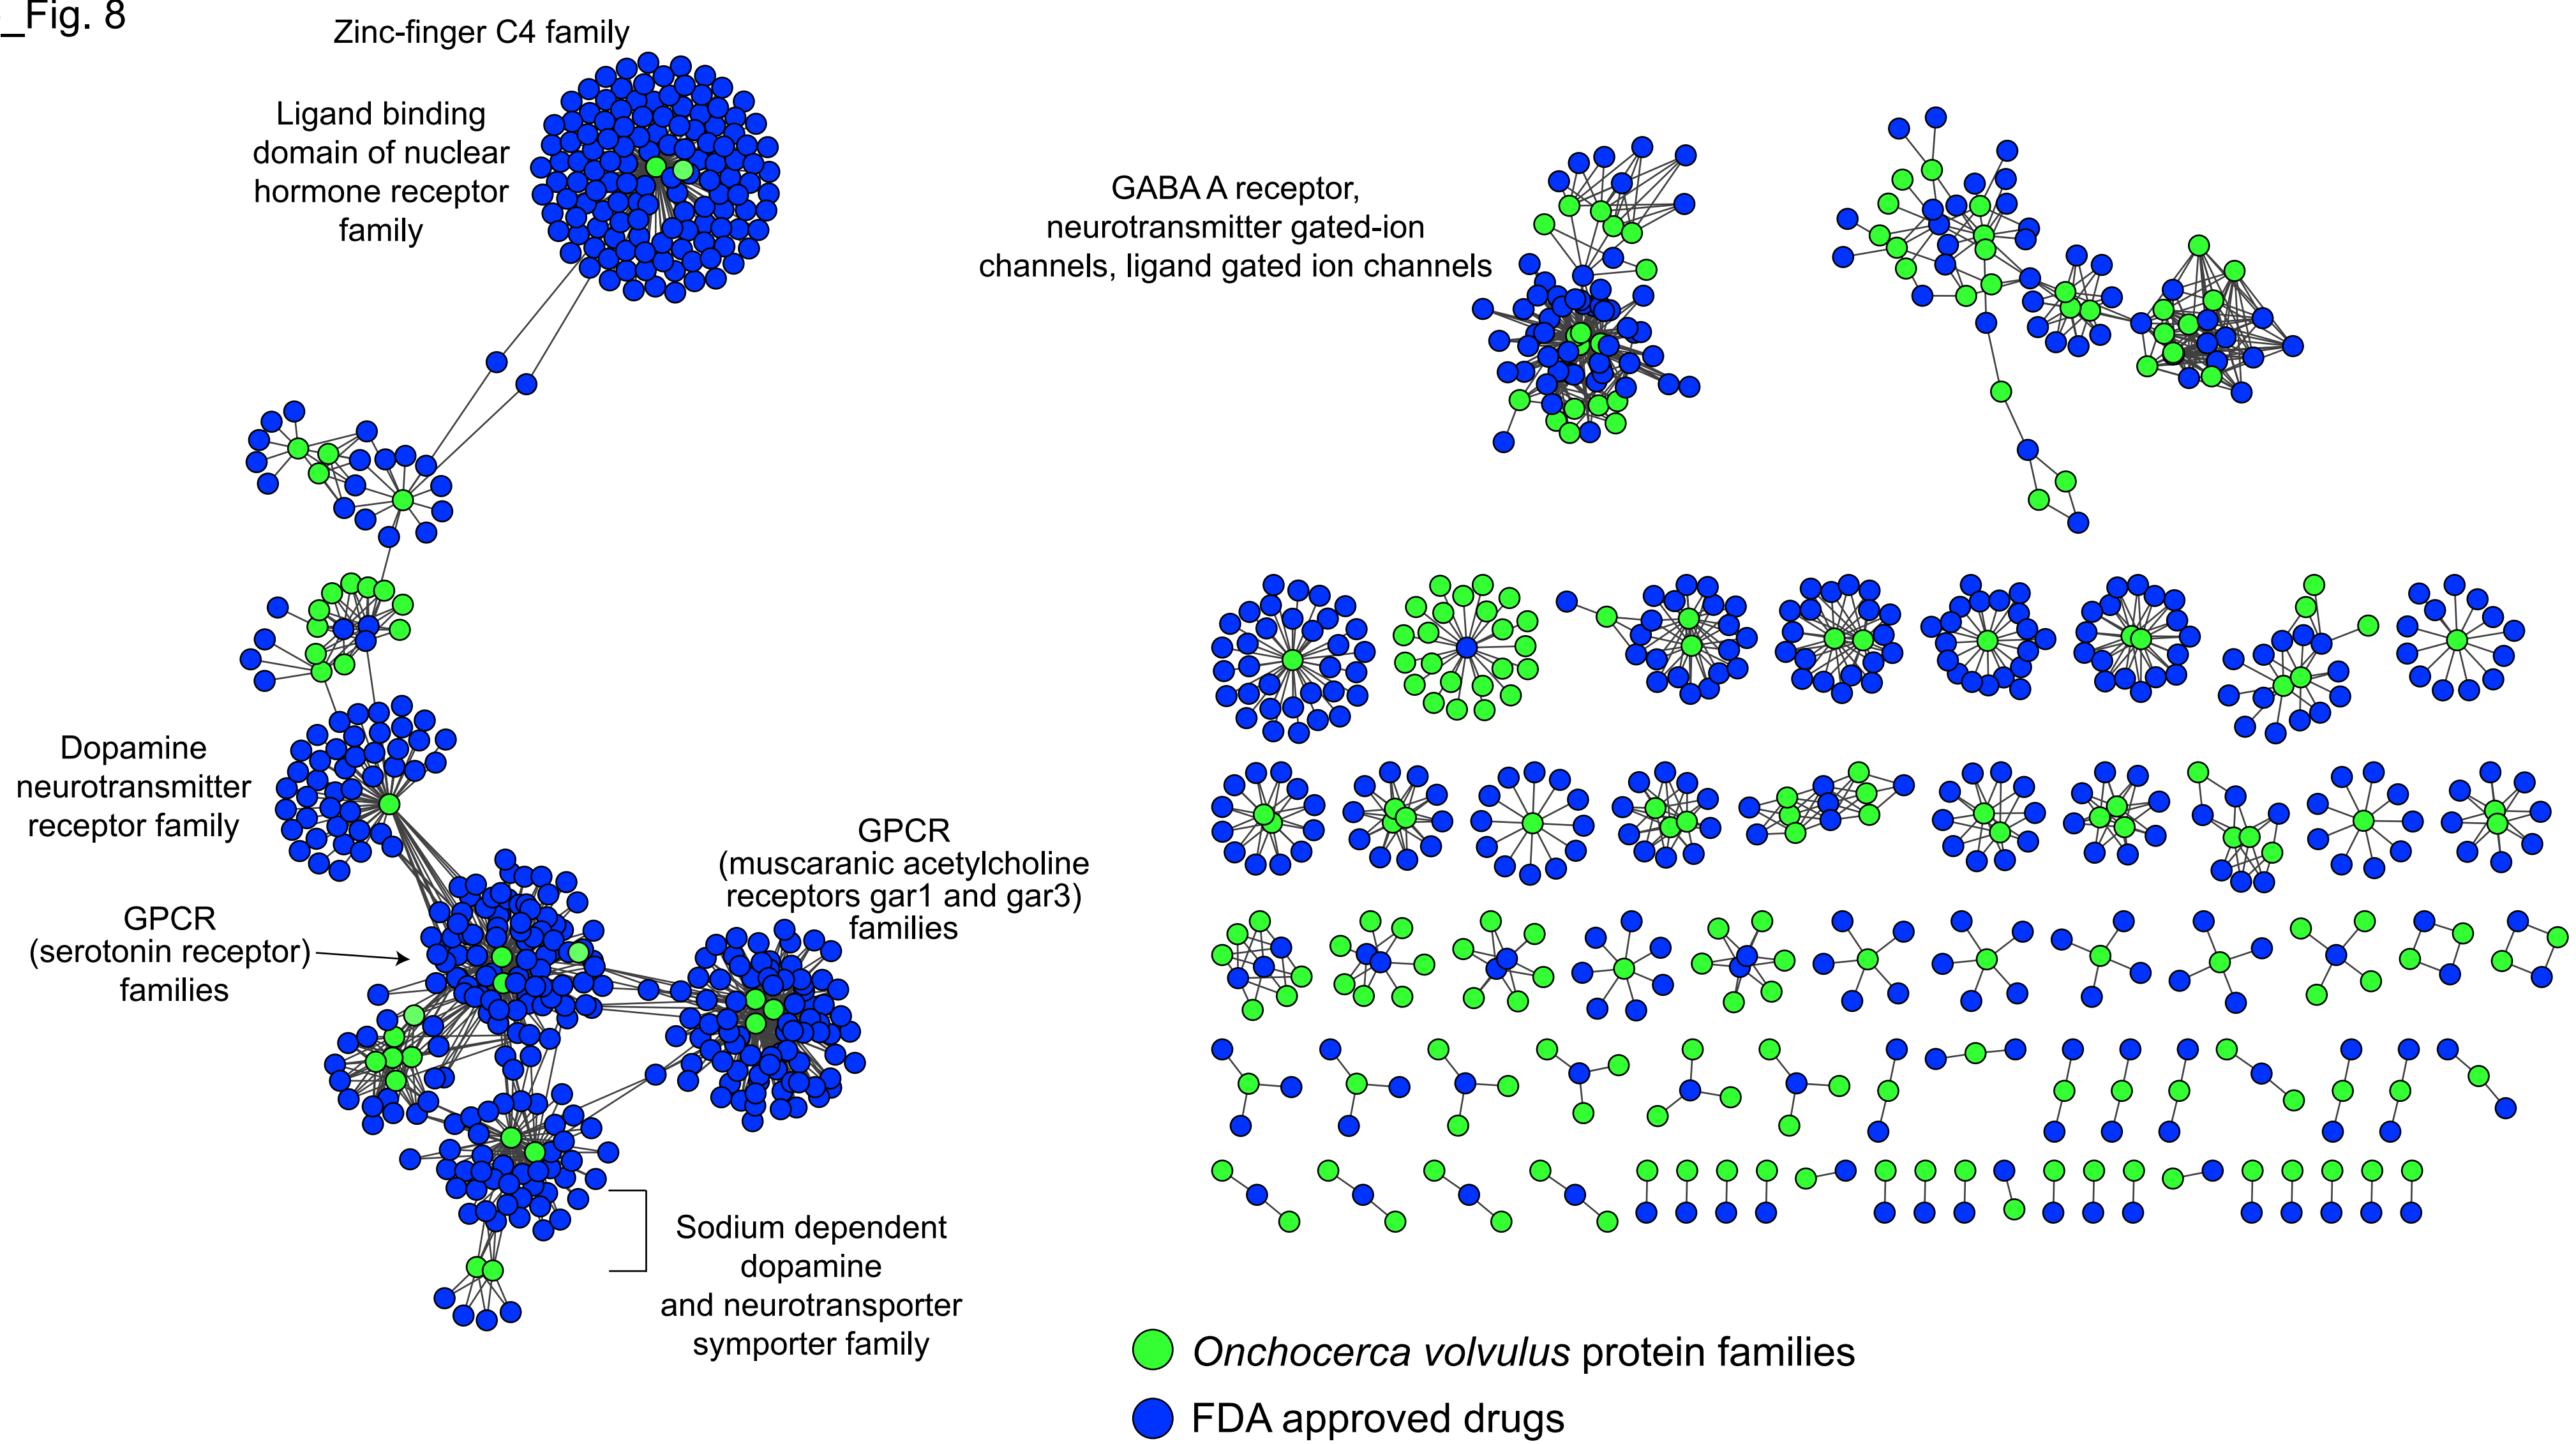 _Fig. 8
Zinc-finger C4 family
Ligand binding
domain of nuclear
hormone receptor
family
GABA A receptor,
neurotransmitter gated-ion
channels, ligand gated ion channels
Dopamine
neurotransmitter
receptor family
GPCR
(muscaranic acetylcholine
receptors gar1 and gar3)
families
GPCR
(serotonin receptor)
families
Sodium dependent
dopamine
and neurotransporter
symporter family
Onchocerca volvulus protein families
FDA approved drugs